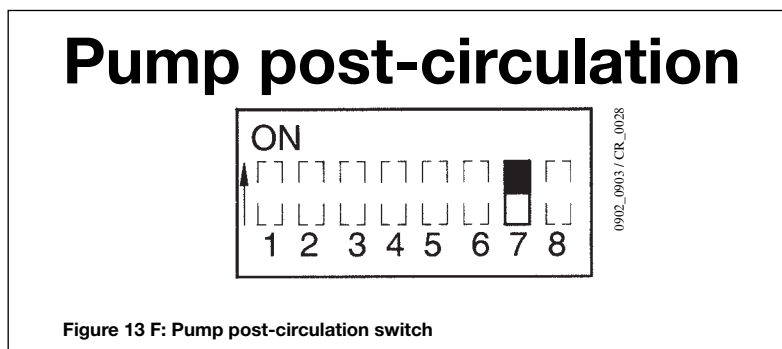 Pump post-circulation
ON
1 2 3 4 5 6 7 8
0902_0903 / CR_0028
Figure 13 F: Pump post-circulation switch